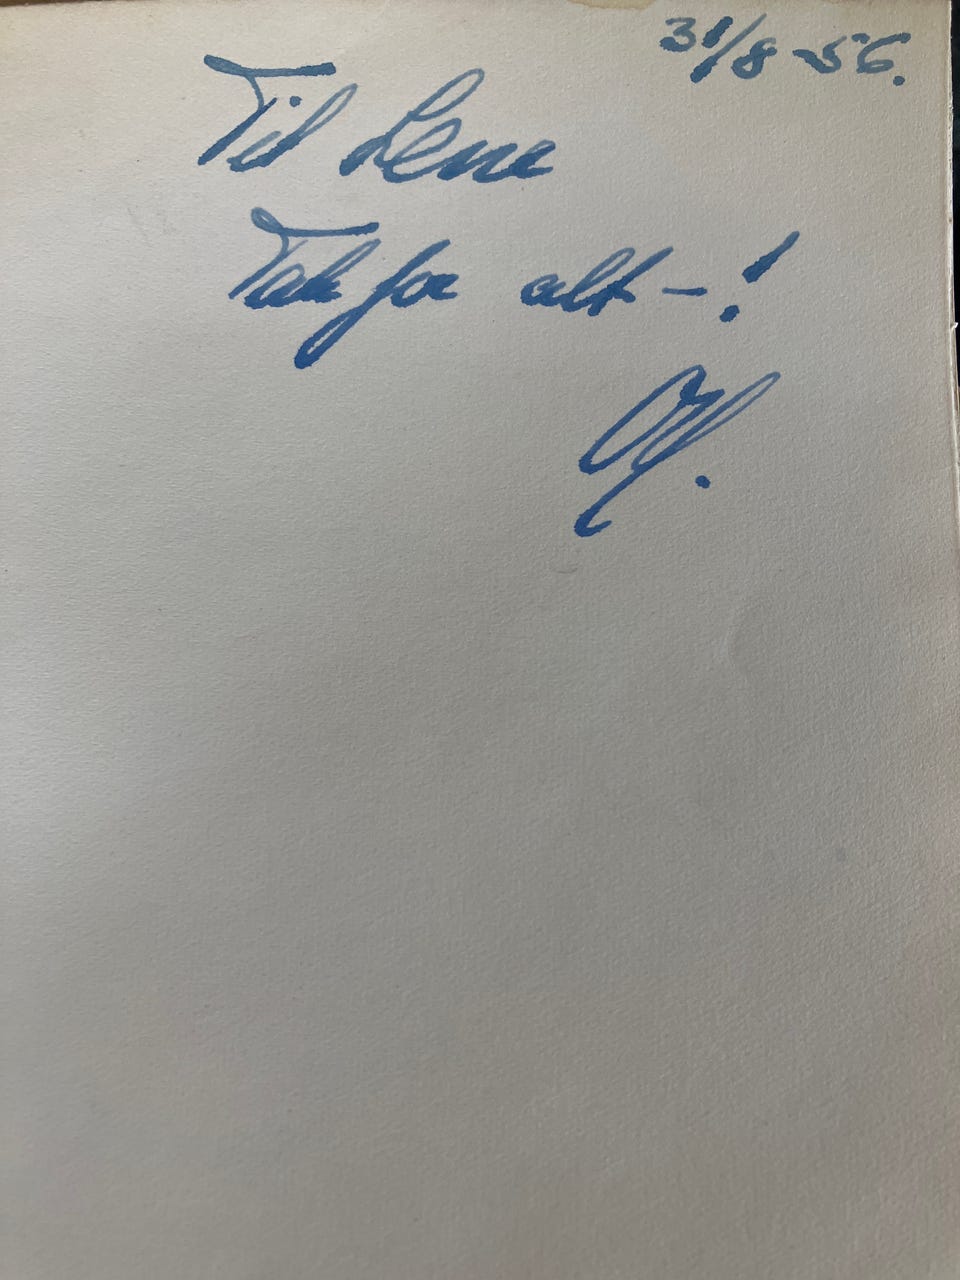 31/8-56.
Til Lene
Tak for alt-!